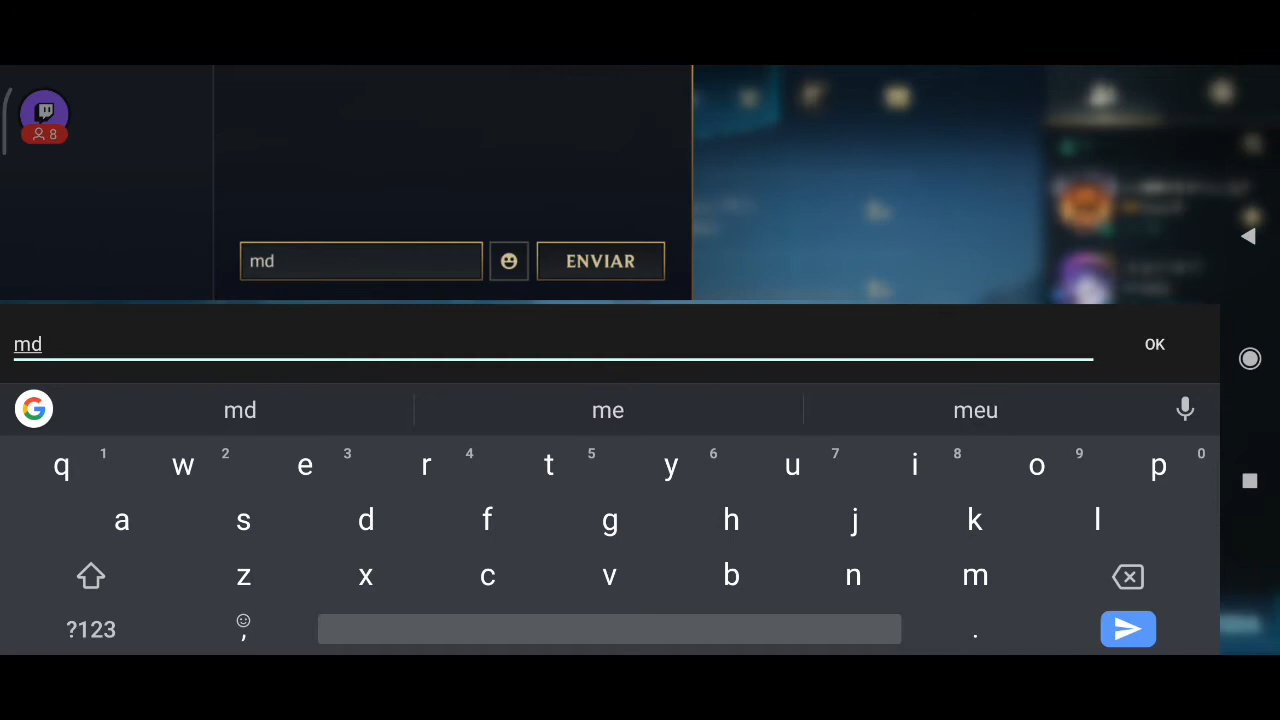 8
md
ENVIAR
md
OK
md me meu
q 1 w 2 e 3 r 4 t 5 y 6 u 7 i 8 o 9 p 0
a s d f g h j k l
z x c v b n m
?123 , .